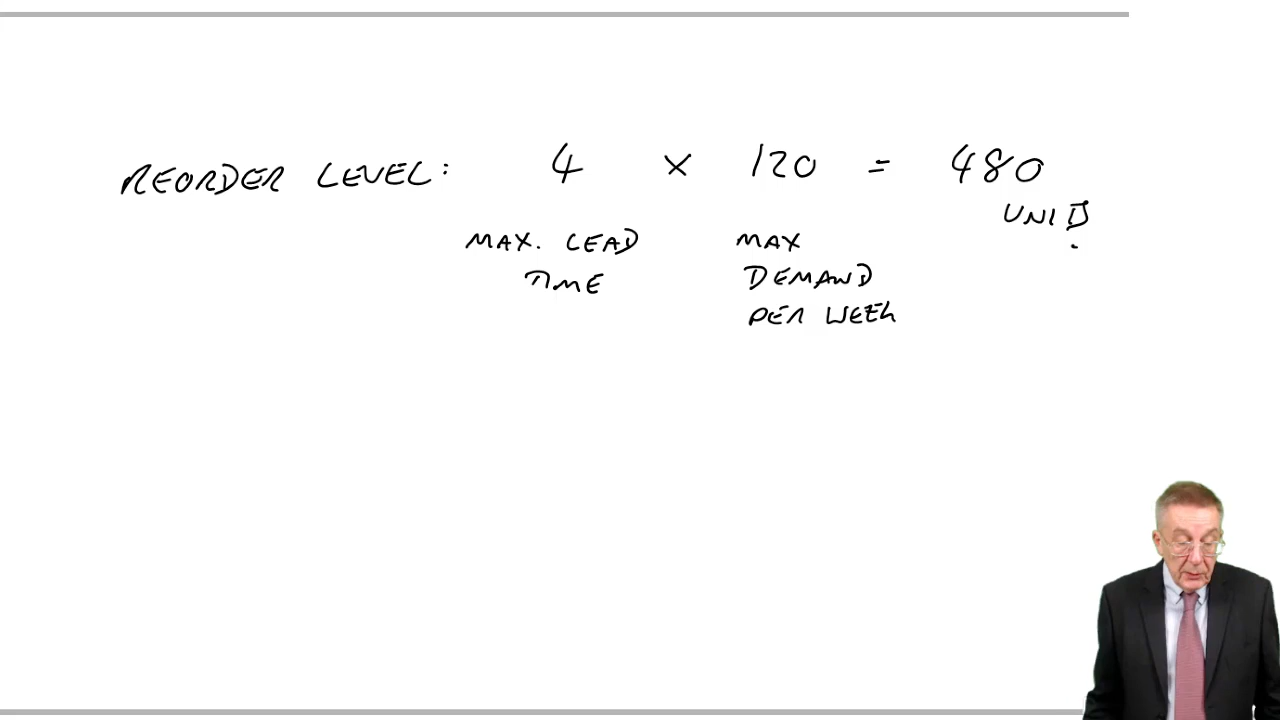 REORDER LEVEL: 4 × 120 = 480
UNITS
MAX. LEAD MAX
TIME DEMAND
PER WEEK